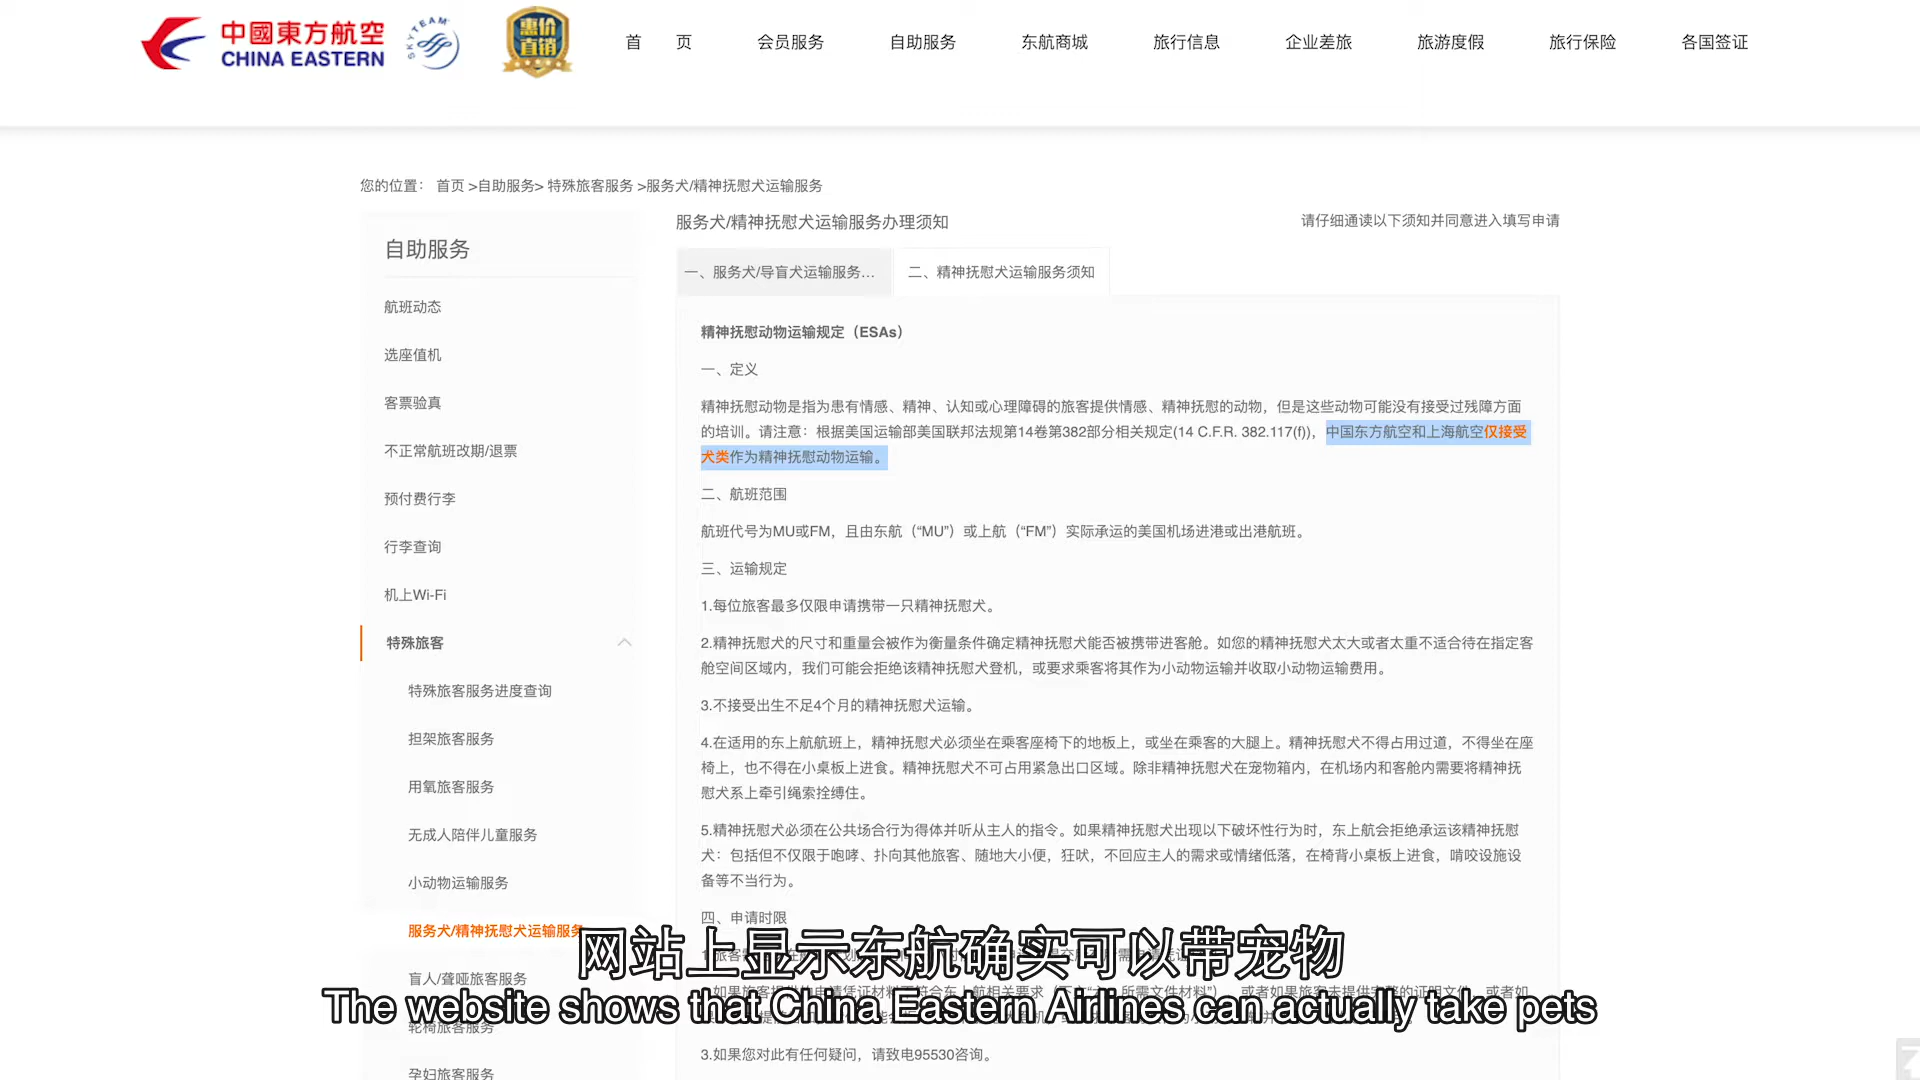 中國東方航空
CHINA EASTERN
SKYTEAM
惠价
直销
首 页
会员服务
自助服务
东航商城
旅行信息
企业差旅
旅游度假
旅行保险
各国签证
您的位置： 首页 >自助服务> 特殊旅客服务 >服务犬/精神抚慰犬运输服务
自助服务
航班动态
选座值机
客票验真
不正常航班改期/退票
预付费行李
行李查询
机上Wi-Fi
特殊旅客
特殊旅客服务进度查询
担架旅客服务
用氧旅客服务
无成人陪伴儿童服务
小动物运输服务
服务犬/精神抚慰犬运输服务
盲人/聋哑旅客服务
轮椅旅客服务
孕妇旅客服务
服务犬/精神抚慰犬运输服务办理须知
请仔细通读以下须知并同意进入填写申请
一、服务犬/导盲犬运输服务…
二、精神抚慰犬运输服务须知
精神抚慰动物运输规定（ESAs）
一、定义
精神抚慰动物是指为患有情感、精神、认知或心理障碍的旅客提供情感、精神抚慰的动物，但是这些动物可能没有接受过残障方面
的培训。请注意：根据美国运输部美国联邦法规第14卷第382部分相关规定(14 C.F.R. 382.117(f))，中国东方航空和上海航空仅接受
犬类作为精神抚慰动物运输。
二、航班范围
航班代号为MU或FM，且由东航（“MU”）或上航（“FM”）实际承运的美国机场进港或出港航班。
三、运输规定
1.每位旅客最多仅限申请携带一只精神抚慰犬。
2.精神抚慰犬的尺寸和重量会被作为衡量条件确定精神抚慰犬能否被携带进客舱。如您的精神抚慰犬太大或者太重不适合待在指定客
舱空间区域内，我们可能会拒绝该精神抚慰犬登机，或要求乘客将其作为小动物运输并收取小动物运输费用。
3.不接受出生不足4个月的精神抚慰犬运输。
4.在适用的东上航航班上，精神抚慰犬必须坐在乘客座椅下的地板上，或坐在乘客的大腿上。精神抚慰犬不得占用过道，不得坐在座
椅上，也不得在小桌板上进食。精神抚慰犬不可占用紧急出口区域。除非精神抚慰犬在宠物箱内，在机场内和客舱内需要将精神抚
慰犬系上牵引绳索拴缚住。
5.精神抚慰犬必须在公共场合行为得体并听从主人的指令。如果精神抚慰犬出现以下破坏性行为时，东上航会拒绝承运该精神抚慰
犬：包括但不仅限于咆哮、扑向其他旅客、随地大小便，狂吠，不回应主人的需求或情绪低落，在椅背小桌板上进食，啃咬设施设
备等不当行为。
四、申请时限
网站上显示东航确实可以带宠物
The website shows that China Eastern Airlines can actually take pets
3.如果您对此有任何疑问，请致电95530咨询。